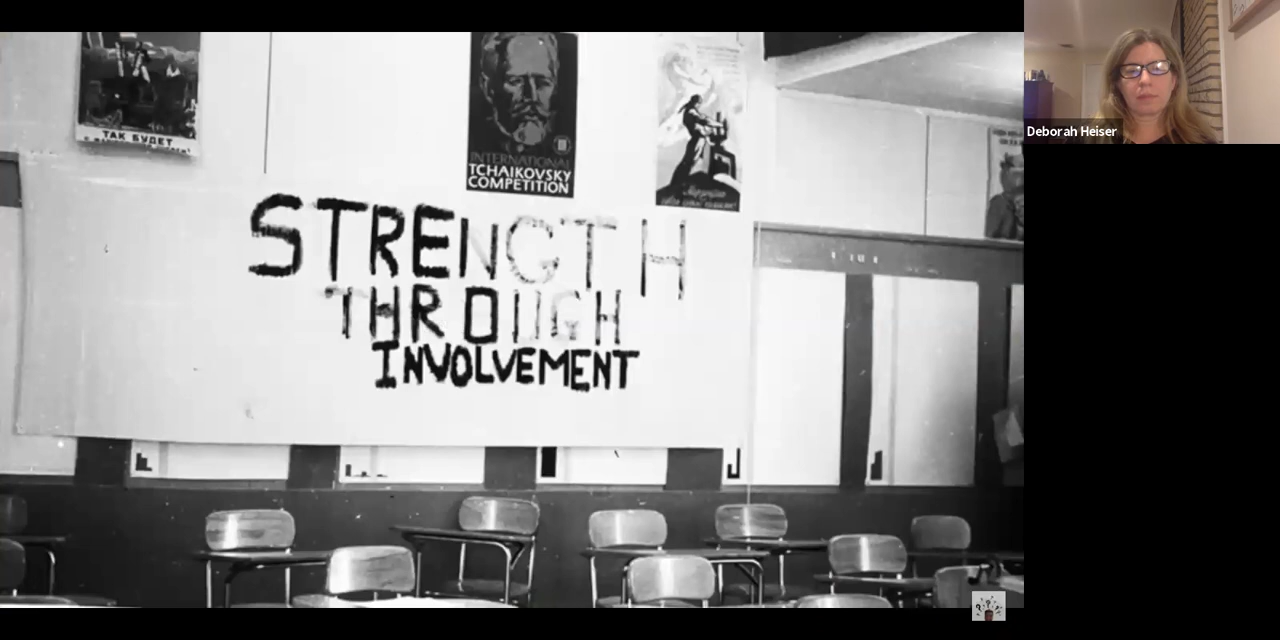 ТАК БУДЕТ
INTERNATIONAL
TCHAIKOVSKY
COMPETITION
STRENGTH
THROUGH
INVOLVEMENT
Deborah Heiser